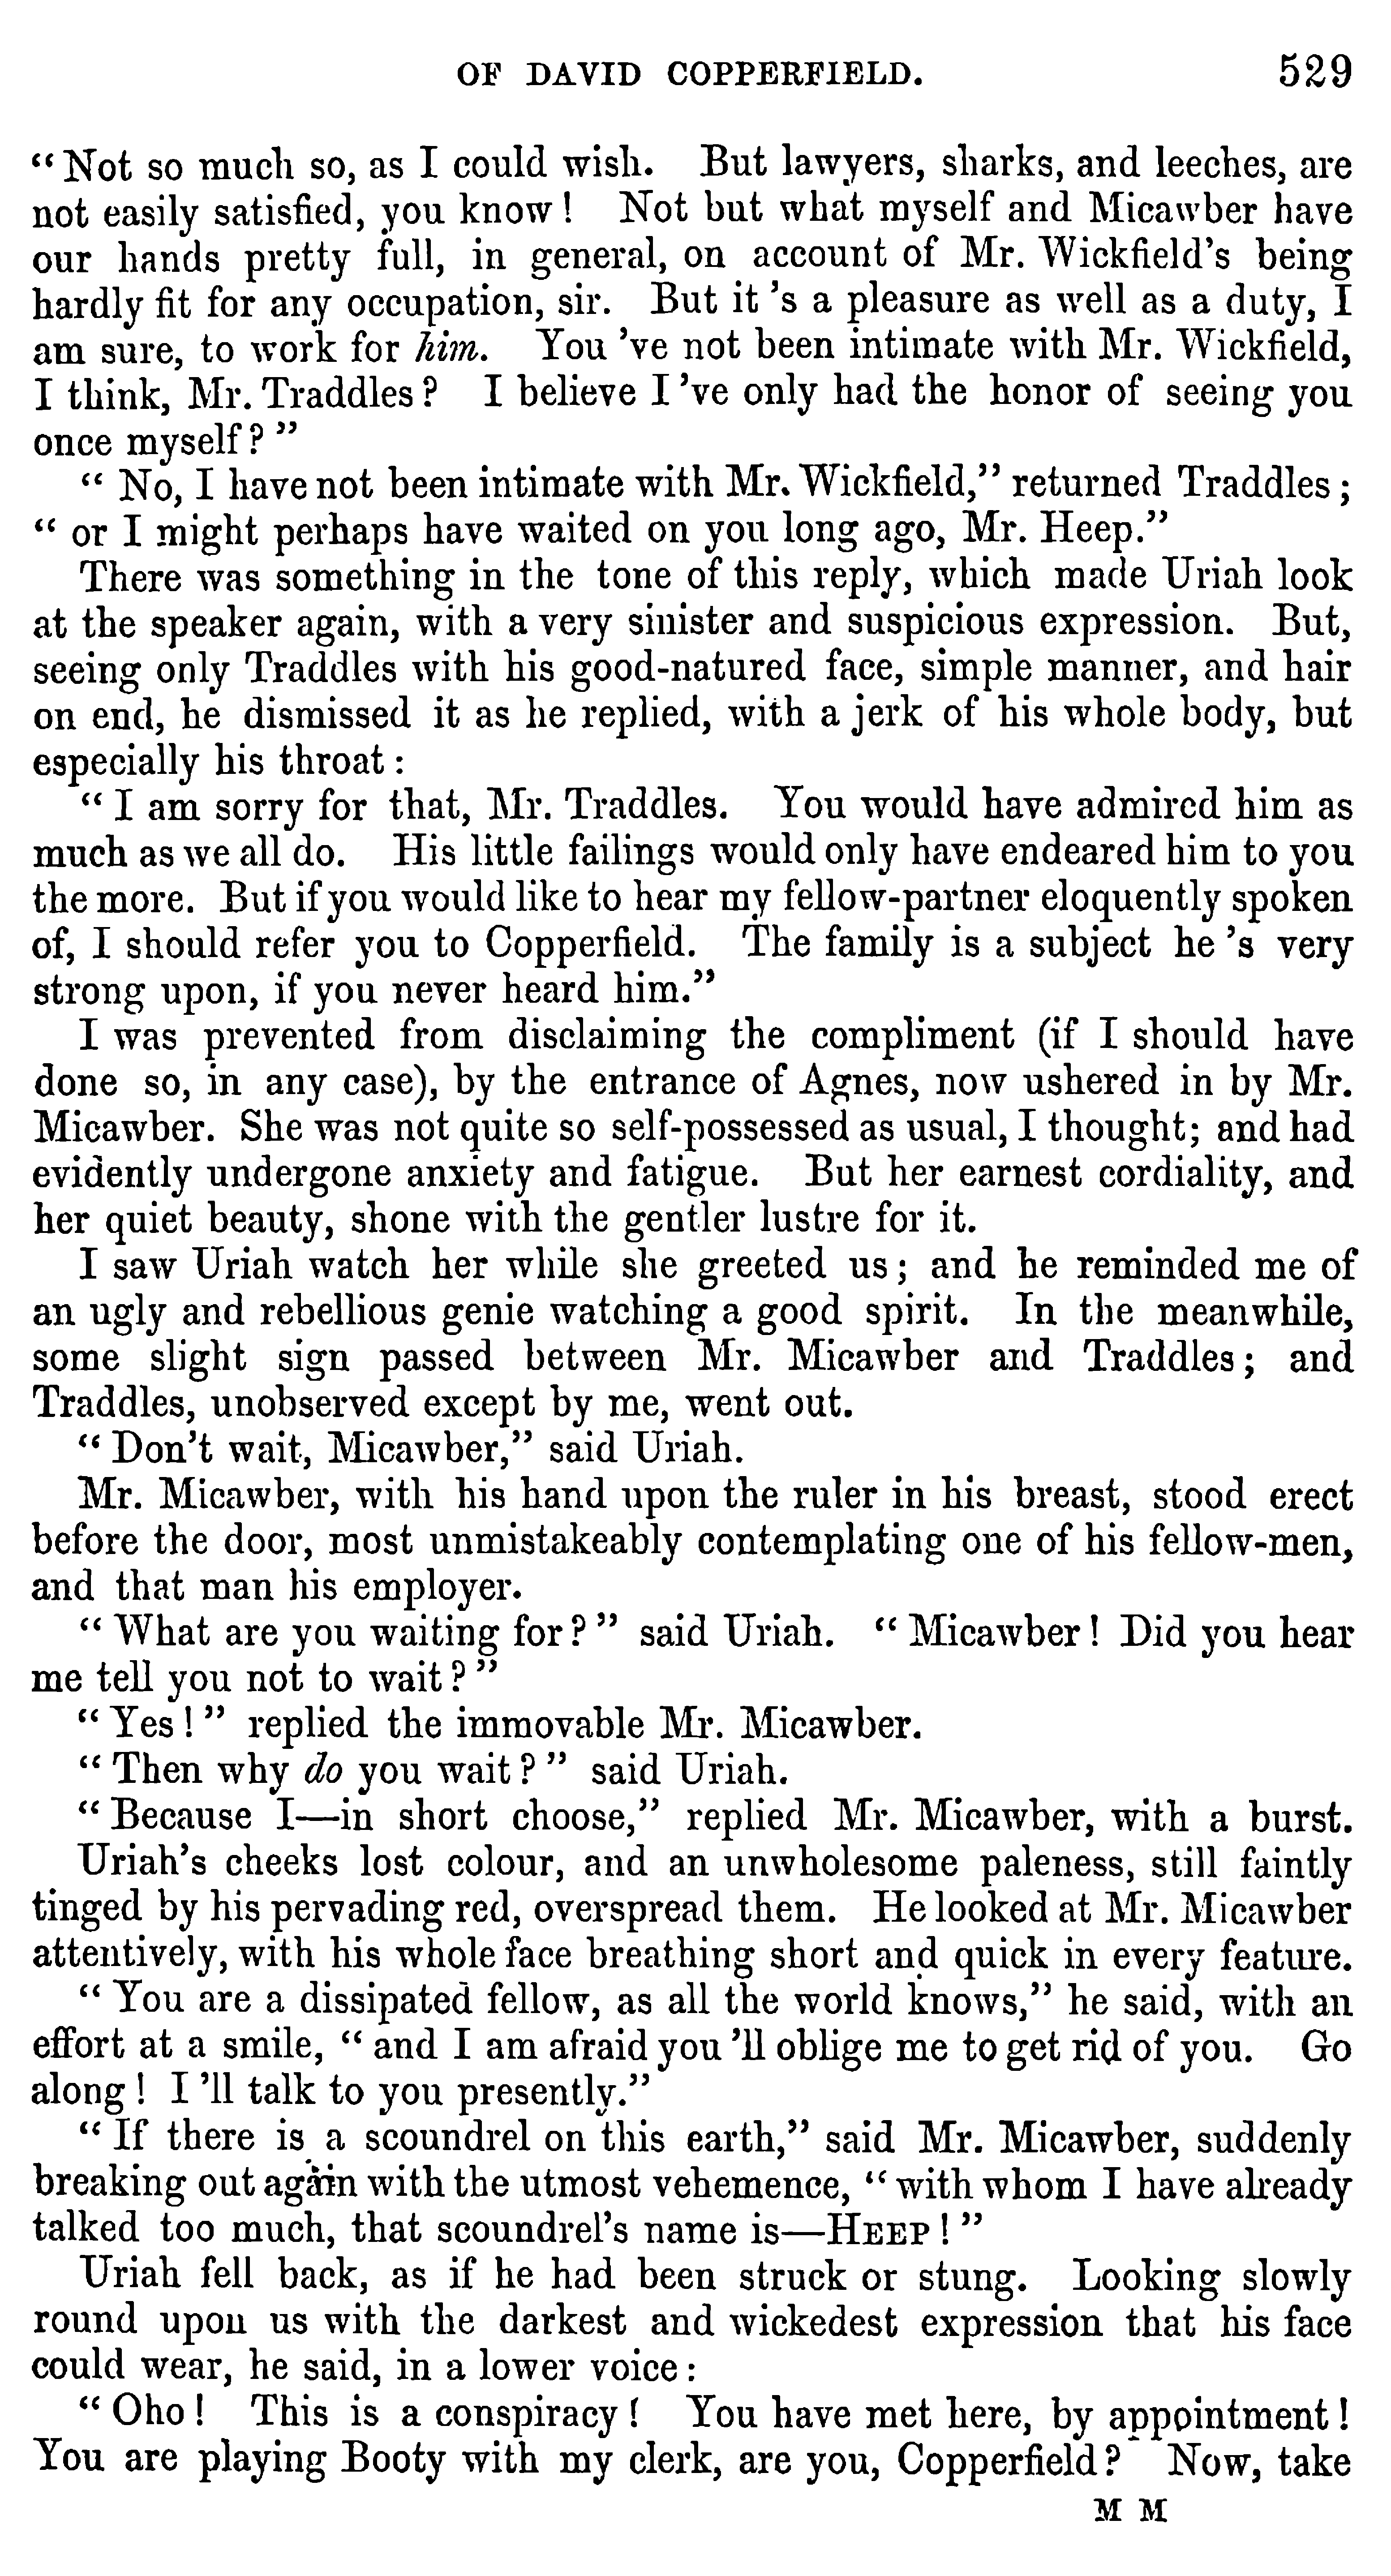 OF DAVID COPPERFIELD. 529
“Not so much so, as I could wish. But lawyers, sharks, and leeches, are
not easily satisfied, you know! Not but what myself and Micawber have
our hands pretty full, in general, on account of Mr. Wickfield's being
hardly fit for any occupation, sir. But it 's a pleasure as well as a duty, I
am sure, to work for him. You 've not been intimate with Mr. Wickfield,
I think, Mr. Traddles? I believe I 've only had the honor of seeing you
once myself?”
“No, I have not been intimate with Mr. Wickfield,” returned Traddles;
“or I might perhaps have waited on you long ago, Mr. Heep.”
There was something in the tone of this reply, which made Uriah look
at the speaker again, with a very sinister and suspicious expression. But,
seeing only Traddles with his good-natured face, simple manner, and hair
on end, he dismissed it as he replied, with a jerk of his whole body, but
especially his throat:
“I am sorry for that, Mr. Traddles. You would have admired him as
much as we all do. His little failings would only have endeared him to you
the more. But if you would like to hear my fellow-partner eloquently spoken
of, I should refer you to Copperfield. The family is a subject he 's very
strong upon, if you never heard him.”
I was prevented from disclaiming the compliment (if I should have
done so, in any case), by the entrance of Agnes, now ushered in by Mr.
Micawber. She was not quite so self-possessed as usual, I thought; and had
evidently undergone anxiety and fatigue. But her earnest cordiality, and
her quiet beauty, shone with the gentler lustre for it.
I saw Uriah watch her while she greeted us; and he reminded me of
an ugly and rebellious genie watching a good spirit. In the meanwhile,
some slight sign passed between Mr. Micawber and Traddles; and
Traddles, unobserved except by me, went out.
“Don't wait, Micawber,” said Uriah.
Mr. Micawber, with his hand upon the ruler in his breast, stood erect
before the door, most unmistakeably contemplating one of his fellow-men,
and that man his employer.
“What are you waiting for?” said Uriah. “Micawber! Did you hear
me tell you not to wait?”
“Yes!” replied the immovable Mr. Micawber.
“Then why do you wait?” said Uriah.
“Because I—in short choose,” replied Mr. Micawber, with a burst.
Uriah's cheeks lost colour, and an unwholesome paleness, still faintly
tinged by his pervading red, overspread them. He looked at Mr. Micawber
attentively, with his whole face breathing short and quick in every feature.
“You are a dissipated fellow, as all the world knows,” he said, with an
effort at a smile, “and I am afraid you 'll oblige me to get rid of you. Go
along! I 'll talk to you presently.”
“If there is a scoundrel on this earth,” said Mr. Micawber, suddenly
breaking out again with the utmost vehemence, “with whom I have already
talked too much, that scoundrel's name is—HEEP!”
Uriah fell back, as if he had been struck or stung. Looking slowly
round upon us with the darkest and wickedest expression that his face
could wear, he said, in a lower voice:
“Oho! This is a conspiracy! You have met here, by appointment!
You are playing Booty with my clerk, are you, Copperfield? Now, take
M M